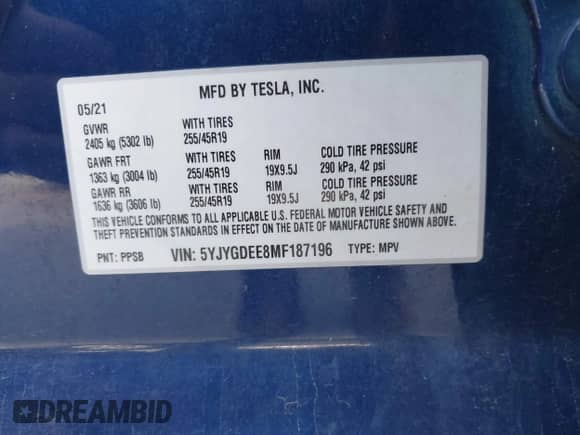 MFD BY TESLA, INC.
05/21
GVWR WITH TIRES
2405 kg (5302 lb) 255/45R19
GAWR FRT WITH TIRES RIM COLD TIRE PRESSURE
1363 kg (3004 lb) 255/45R19 19X9.5J 290 kPa, 42 psi
GAWR RR WITH TIRES RIM COLD TIRE PRESSURE
1636 kg (3606 lb) 255/45R19 19X9.5J 290 kPa, 42 psi
THIS VEHICLE CONFORMS TO ALL APPLICABLE U.S. FEDERAL MOTOR VEHICLE SAFETY AND
THEFT PREVENTION STANDARDS IN EFFECT ON THE DATE OF MANUFACTURE SHOWN ABOVE.
PNT: PPSB VIN: 5YJYGDEE8MF187196 TYPE: MPV
DREAMBID